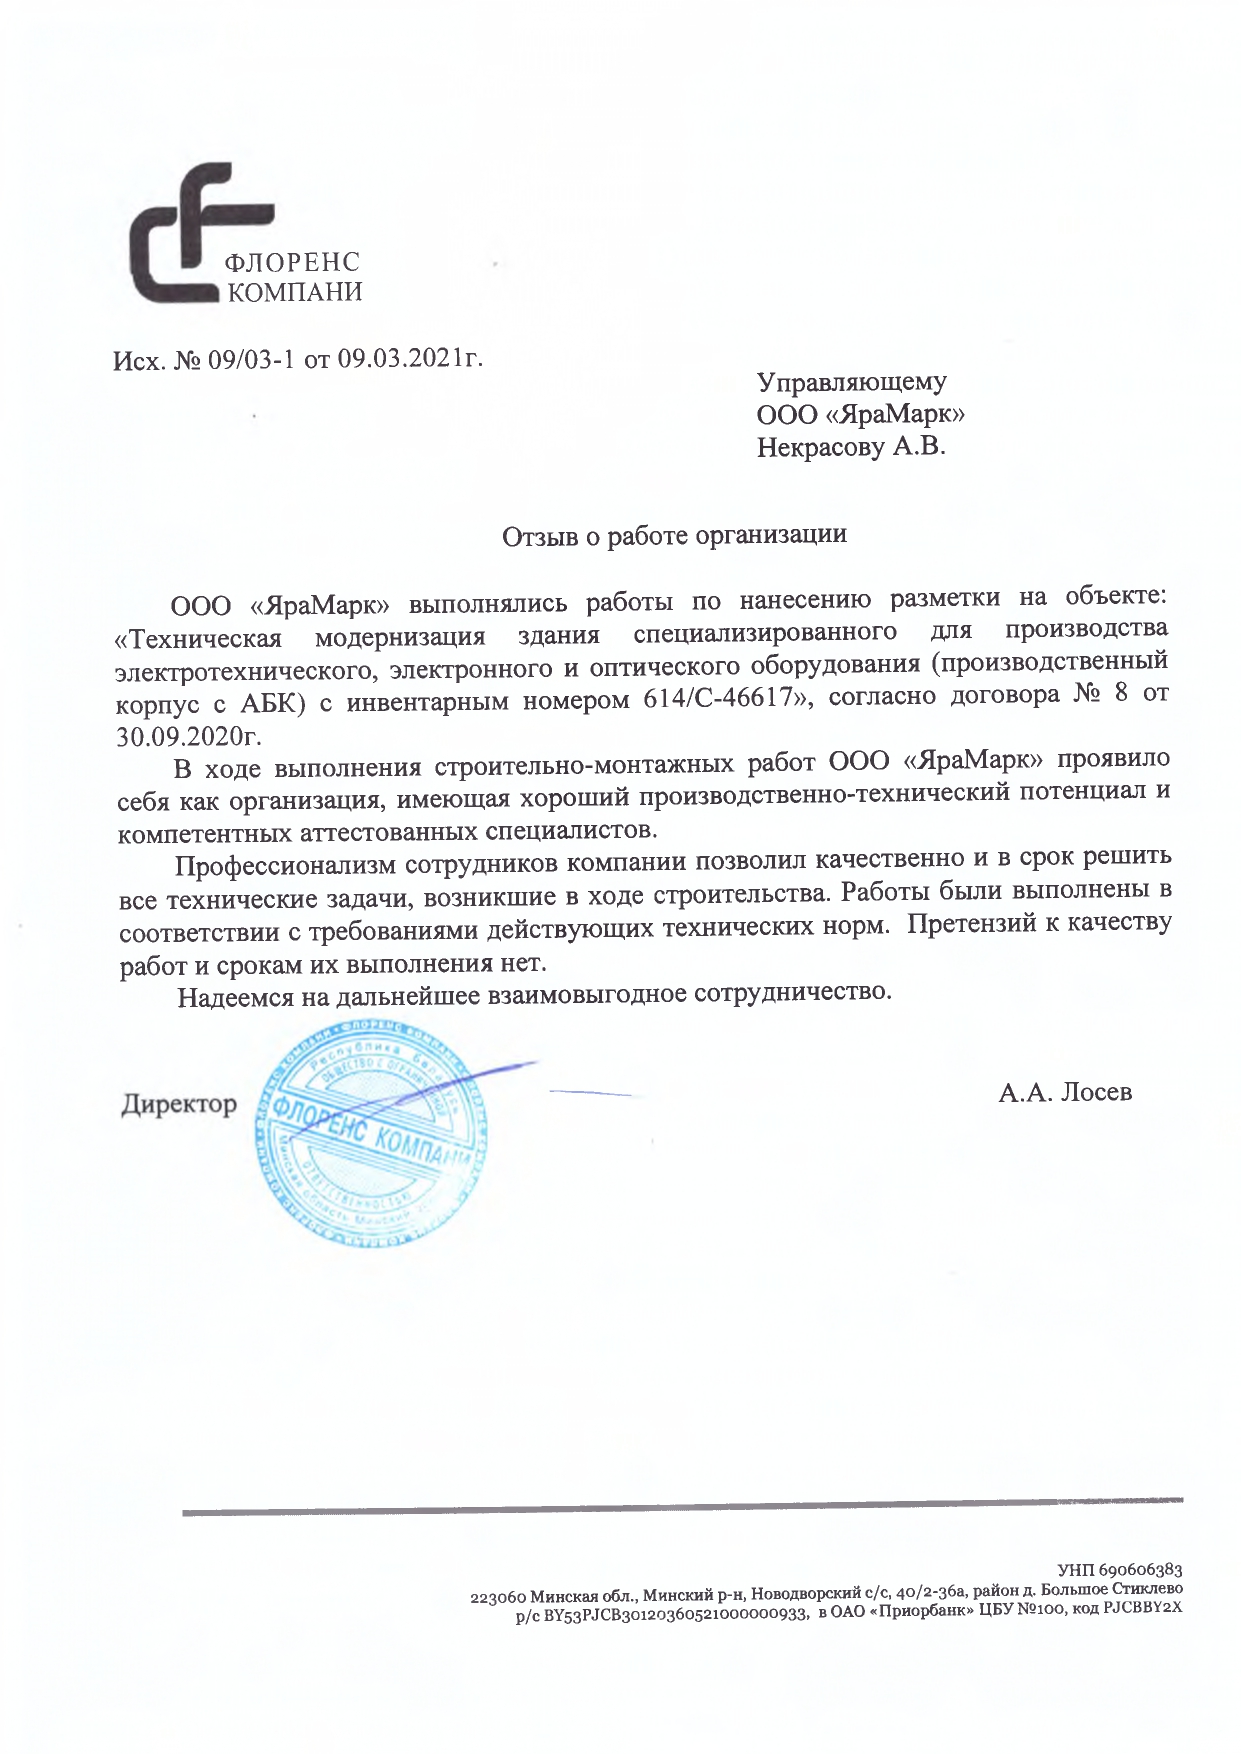 ФЛОРЕНС
КОМПАНИ
Исх. № 09/03-1 от 09.03.2021г.
Управляющему
ООО «ЯраМарк»
Некрасову А.В.
Отзыв о работе организации
ООО «ЯраМарк» выполнялись работы по нанесению разметки на объекте:
«Техническая модернизация здания специализированного для производства
электротехнического, электронного и оптического оборудования (производственный
корпус с АБК) с инвентарным номером 614/С-46617», согласно договора № 8 от
30.09.2020г.
В ходе выполнения строительно-монтажных работ ООО «ЯраМарк» проявило
себя как организация, имеющая хороший производственно-технический потенциал и
компетентных аттестованных специалистов.
Профессионализм сотрудников компании позволил качественно и в срок решить
все технические задачи, возникшие в ходе строительства. Работы были выполнены в
соответствии с требованиями действующих технических норм. Претензий к качеству
работ и срокам их выполнения нет.
Надеемся на дальнейшее взаимовыгодное сотрудничество.
Республика Беларусь
ОБЩЕСТВО С ОГРАНИЧЕННОЙ
ФЛОРЕНС КОМПАНИ
ОТВЕТСТВЕННОСТЬЮ
Минская область Минский
Директор
А.А. Лосев
УНП 690606383
223060 Минская обл., Минский р-н, Новодворский с/с, 40/2-36а, район д. Большое Стиклево
р/с BY53PJCB30120360521000000933, в ОАО «Приорбанк» ЦБУ №100, код PJCBBY2X